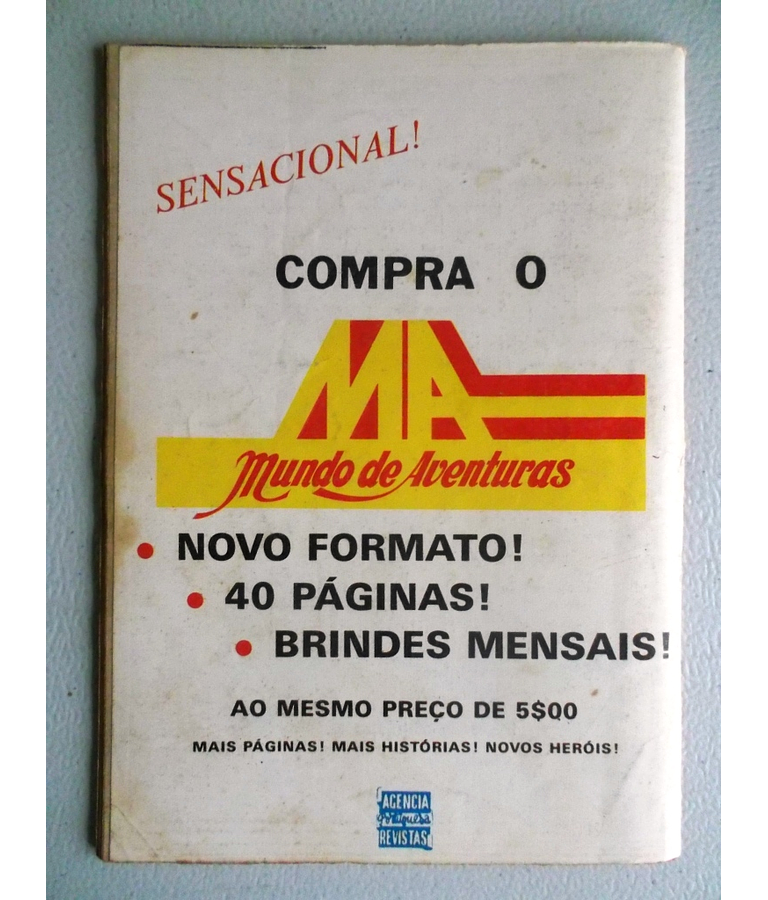 SENSACIONAL!
COMPRA O
MA
Mundo de Aventuras
• NOVO FORMATO!
• 40 PÁGINAS!
• BRINDES MENSAIS!
AO MESMO PREÇO DE 5$00
MAIS PÁGINAS! MAIS HISTÓRIAS! NOVOS HERÓIS!
AGENCIA
portuguesa
REVISTAS